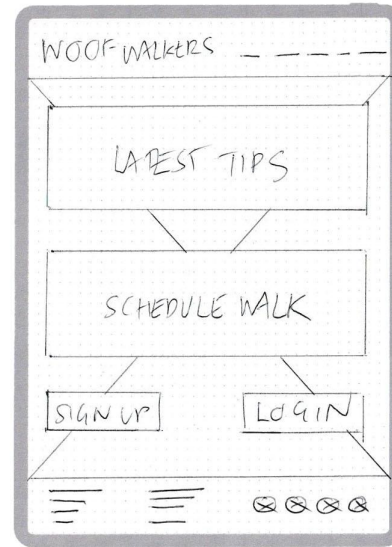 WOOF WALKERS
LATEST TIPS
SCHEDULE WALK
SIGN UP
LOGIN